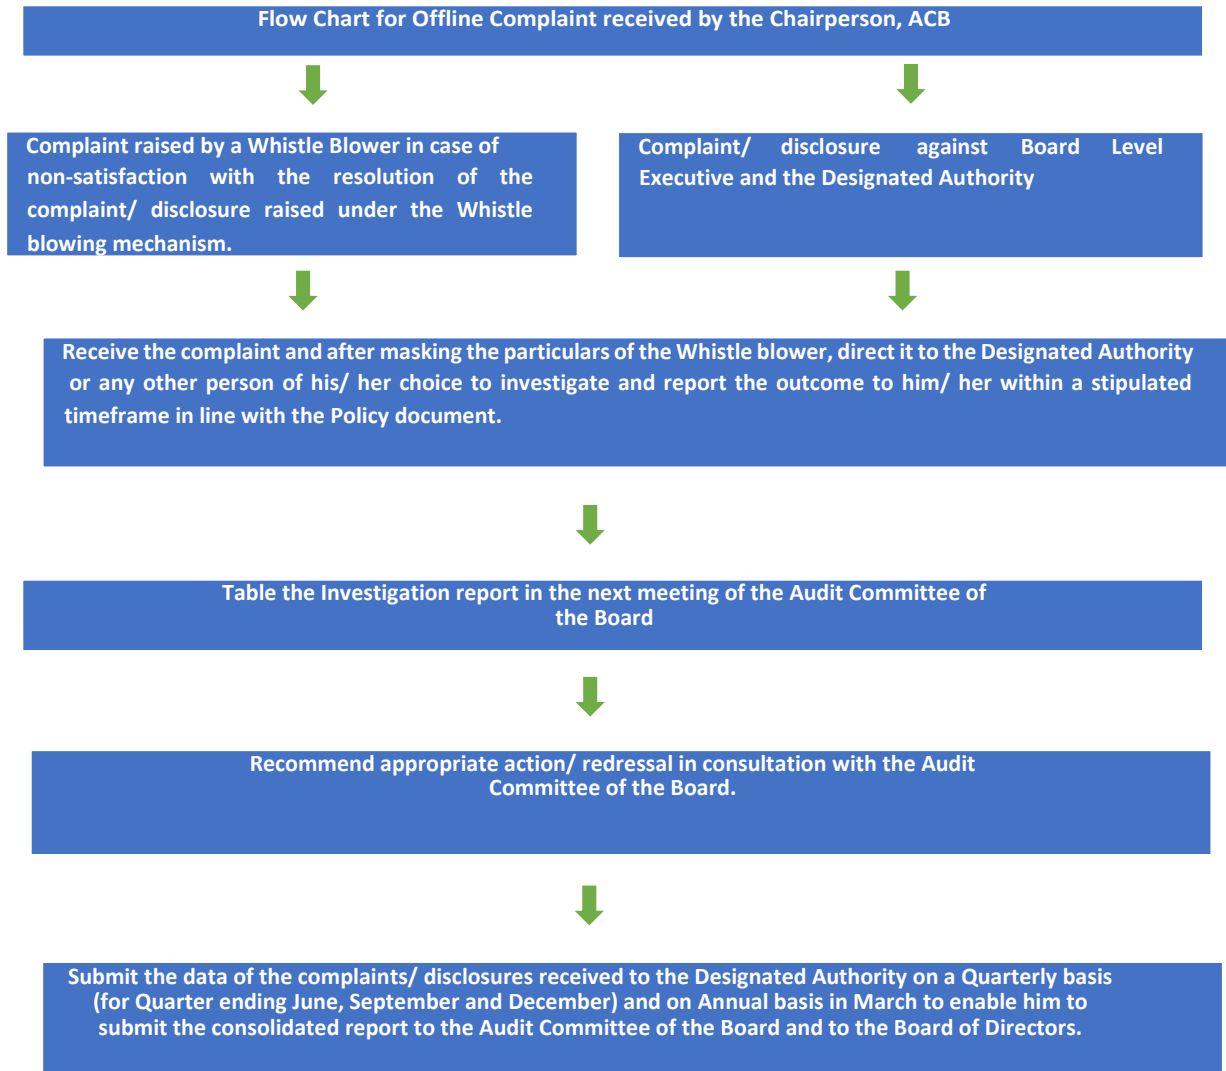 Flow Chart for Offline Complaint received by the Chairperson, ACB
Complaint raised by a Whistle Blower in case of
non-satisfaction with the resolution of the
complaint/ disclosure raised under the Whistle
blowing mechanism.
Complaint/ disclosure against Board Level
Executive and the Designated Authority
Receive the complaint and after masking the particulars of the Whistle blower, direct it to the Designated Authority
or any other person of his/ her choice to investigate and report the outcome to him/ her within a stipulated
timeframe in line with the Policy document.
Table the Investigation report in the next meeting of the Audit Committee of
the Board
Recommend appropriate action/ redressal in consultation with the Audit
Committee of the Board.
Submit the data of the complaints/ disclosures received to the Designated Authority on a Quarterly basis
(for Quarter ending June, September and December) and on Annual basis in March to enable him to
submit the consolidated report to the Audit Committee of the Board and to the Board of Directors.